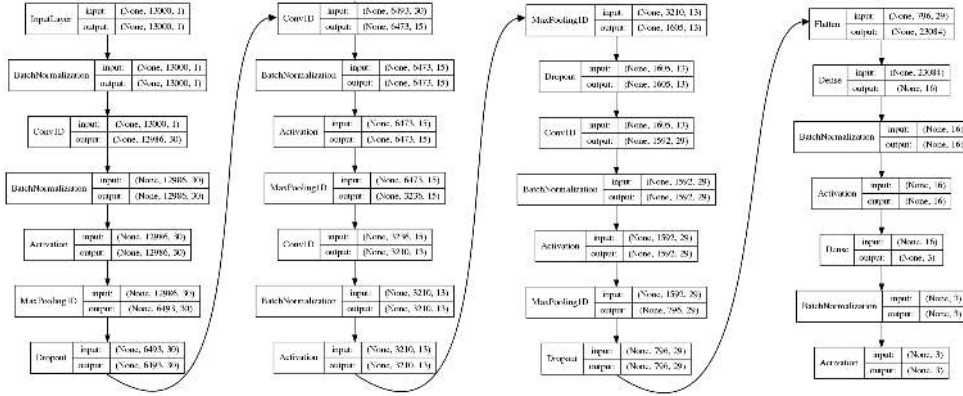 InputLayer input: (None, 13000, 1)
output: (None, 13000, 1)
BatchNormalization input: (None, 13000, 1)
output: (None, 13000, 1)
Conv1D input: (None, 13000, 1)
output: (None, 12986, 30)
BatchNormalization input: (None, 12986, 30)
output: (None, 12986, 30)
Activation input: (None, 12986, 30)
output: (None, 12986, 30)
MaxPooling1D input: (None, 12986, 30)
output: (None, 6493, 30)
Dropout input: (None, 6493, 30)
output: (None, 6493, 30)
Conv1D input: (None, 6493, 30)
output: (None, 6473, 15)
BatchNormalization input: (None, 6473, 15)
output: (None, 6473, 15)
Activation input: (None, 6473, 15)
output: (None, 6473, 15)
MaxPooling1D input: (None, 6473, 15)
output: (None, 3236, 15)
Conv1D input: (None, 3236, 15)
output: (None, 3210, 13)
BatchNormalization input: (None, 3210, 13)
output: (None, 3210, 13)
Activation input: (None, 3210, 13)
output: (None, 3210, 13)
MaxPooling1D input: (None, 3210, 13)
output: (None, 1605, 13)
Dropout input: (None, 1605, 13)
output: (None, 1605, 13)
Conv1D input: (None, 1605, 13)
output: (None, 1592, 29)
BatchNormalization input: (None, 1592, 29)
output: (None, 1592, 29)
Activation input: (None, 1592, 29)
output: (None, 1592, 29)
MaxPooling1D input: (None, 1592, 29)
output: (None, 796, 29)
Dropout input: (None, 796, 29)
output: (None, 796, 29)
Flatten input: (None, 796, 29)
output: (None, 23084)
Dense input: (None, 23084)
output: (None, 16)
BatchNormalization input: (None, 16)
output: (None, 16)
Activation input: (None, 16)
output: (None, 16)
Dense input: (None, 16)
output: (None, 3)
BatchNormalization input: (None, 3)
output: (None, 3)
Activation input: (None, 3)
output: (None, 3)